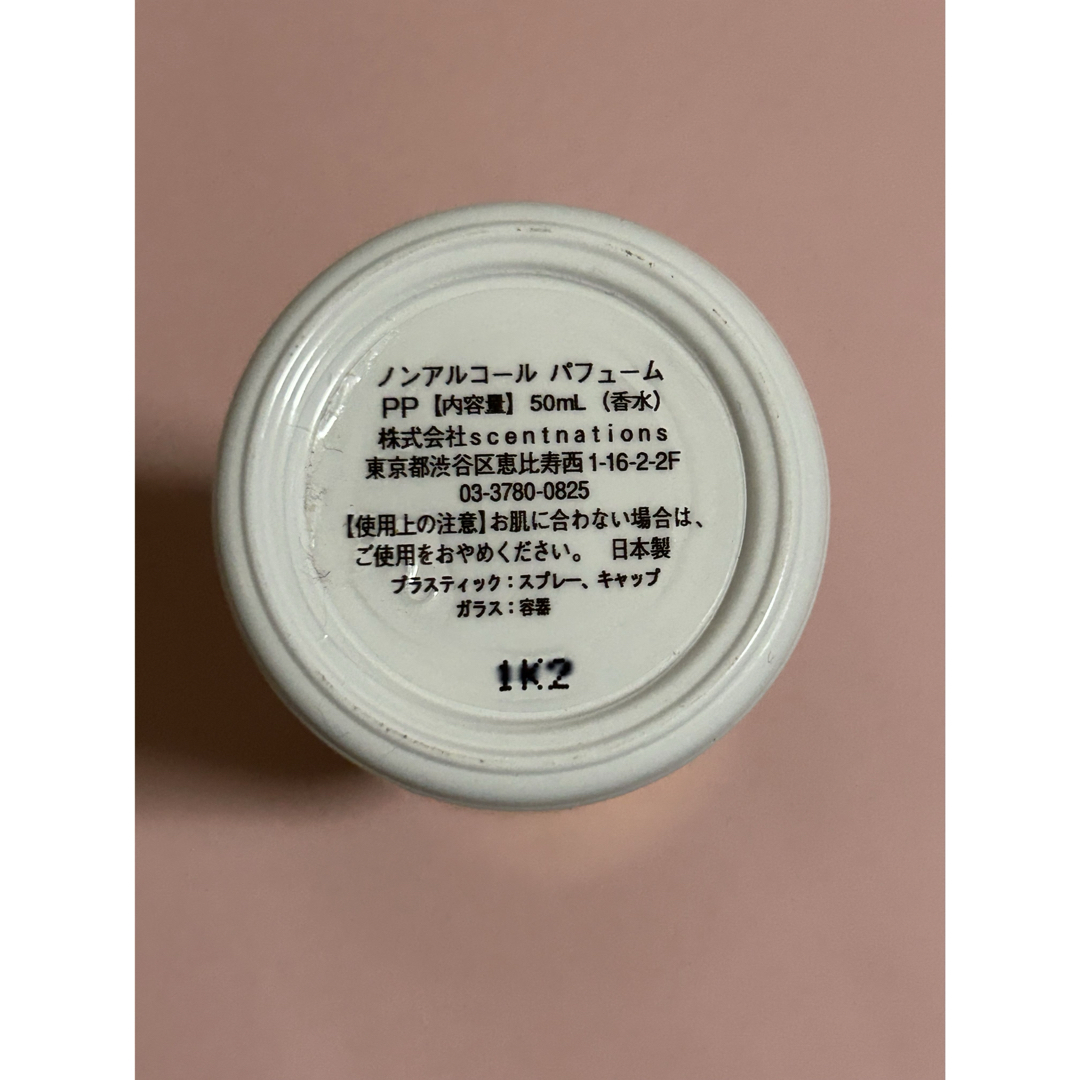 ノンアルコール パフューム
PP【内容量】 50mL（香水）
株式会社scentnations
東京都渋谷区恵比寿西1-16-2-2F
03-3780-0825
【使用上の注意】お肌に合わない場合は、
ご使用をおやめください。 日本製
プラスティック：スプレー、キャップ
ガラス：容器
1K2